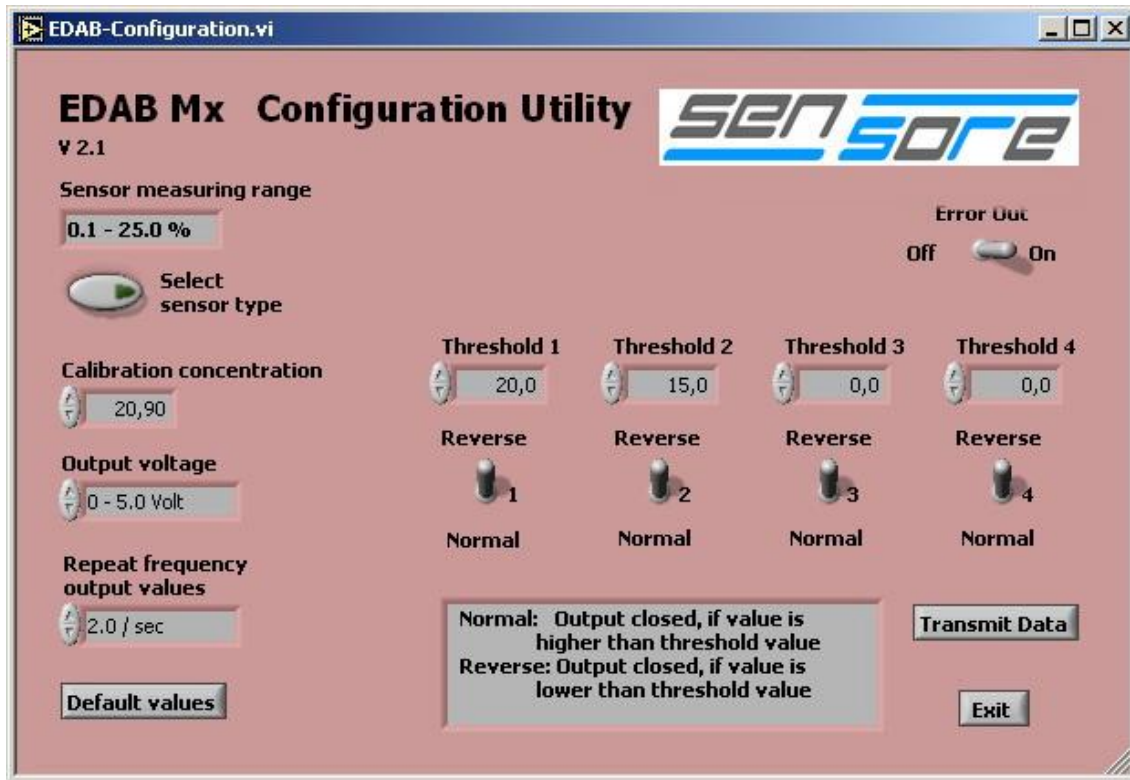 EDAB-Configuration.vi
EDAB Mx Configuration Utility
V 2.1
sensore
Sensor measuring range
0.1 - 25.0 %
Error Out
Off On
Select
sensor type
Threshold 1 Threshold 2 Threshold 3 Threshold 4
20,0 15,0 0,0 0,0
Calibration concentration
20,90
Reverse Reverse Reverse Reverse
1 2 3 4
Normal Normal Normal Normal
Output voltage
0 - 5.0 Volt
Repeat frequency
output values
2.0 / sec
Normal: Output closed, if value is
higher than threshold value
Reverse: Output closed, if value is
lower than threshold value
Transmit Data
Default values
Exit